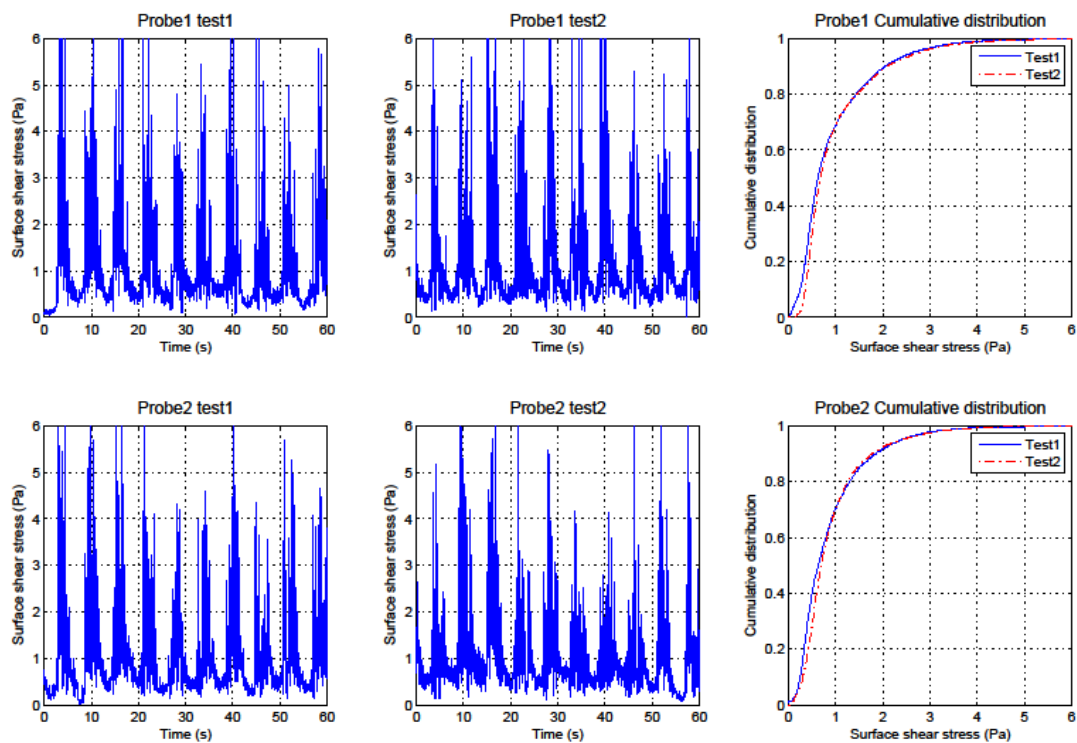 Probe1 test1
Surface shear stress (Pa)
6
5
4
3
2
1
0
0 10 20 30 40 50 60
Time (s)
Probe1 test2
Surface shear stress (Pa)
6
5
4
3
2
1
0
0 10 20 30 40 50 60
Time (s)
Probe1 Cumulative distribution
Cumulative distribution
1
0.8
0.6
0.4
0.2
0
0 1 2 3 4 5 6
Surface shear stress (Pa)
Test1
Test2
Probe2 test1
Surface shear stress (Pa)
6
5
4
3
2
1
0
0 10 20 30 40 50 60
Time (s)
Probe2 test2
Surface shear stress (Pa)
6
5
4
3
2
1
0
0 10 20 30 40 50 60
Time (s)
Probe2 Cumulative distribution
Cumulative distribution
1
0.8
0.6
0.4
0.2
0
0 1 2 3 4 5 6
Surface shear stress (Pa)
Test1
Test2